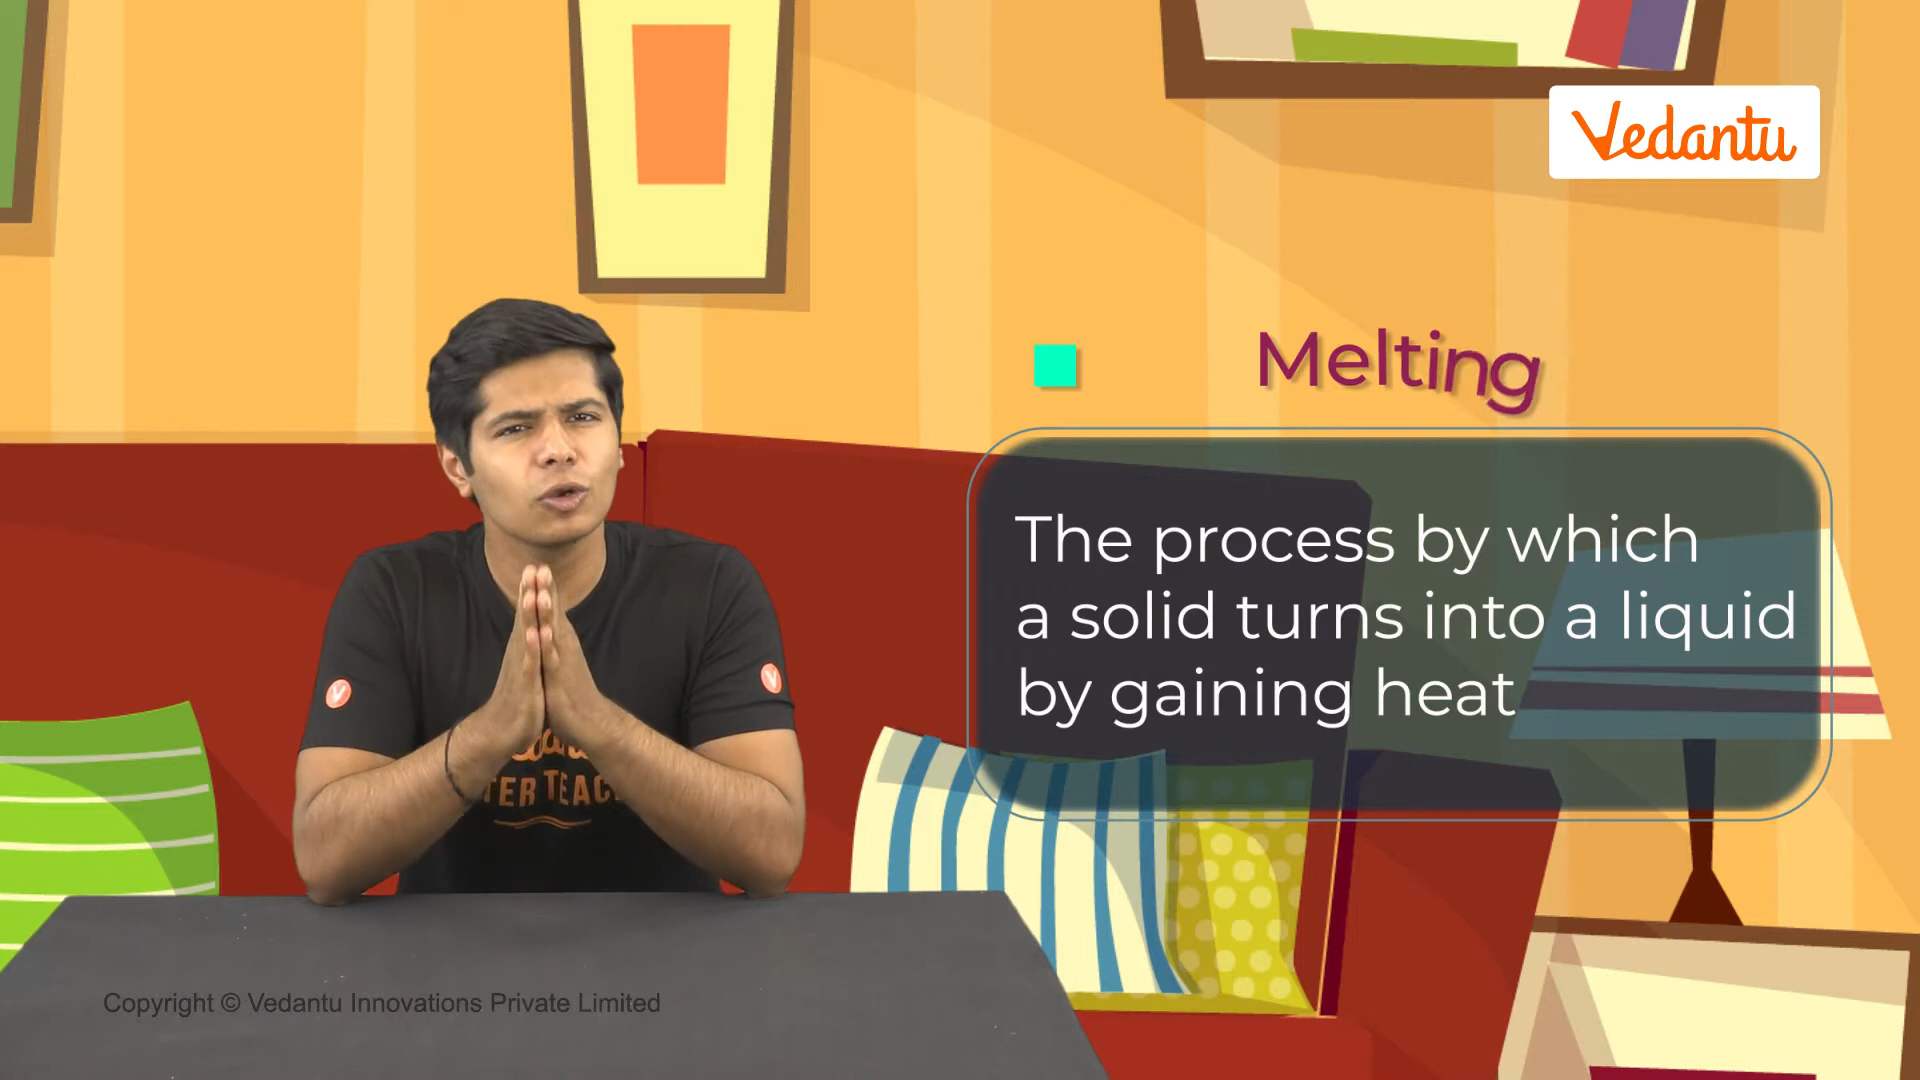 Vedantu
Melting
The process by which
a solid turns into a liquid
by gaining heat
V
V
Copyright © Vedantu Innovations Private Limited